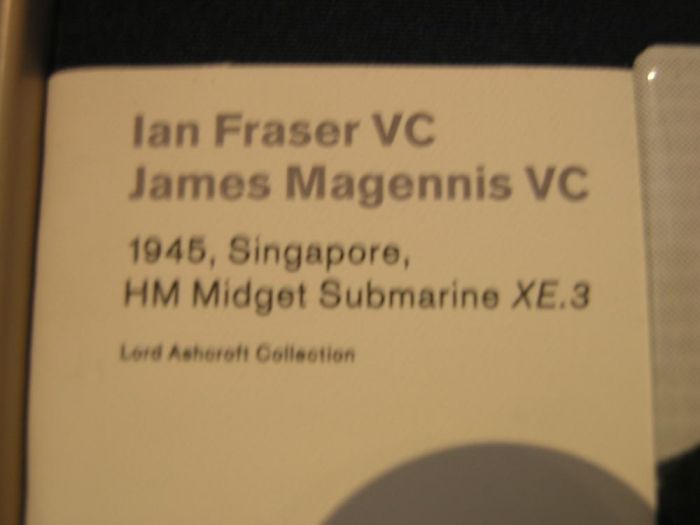 Ian Fraser VC
James Magennis VC
1945, Singapore,
HM Midget Submarine XE.3
Lord Ashcroft Collection